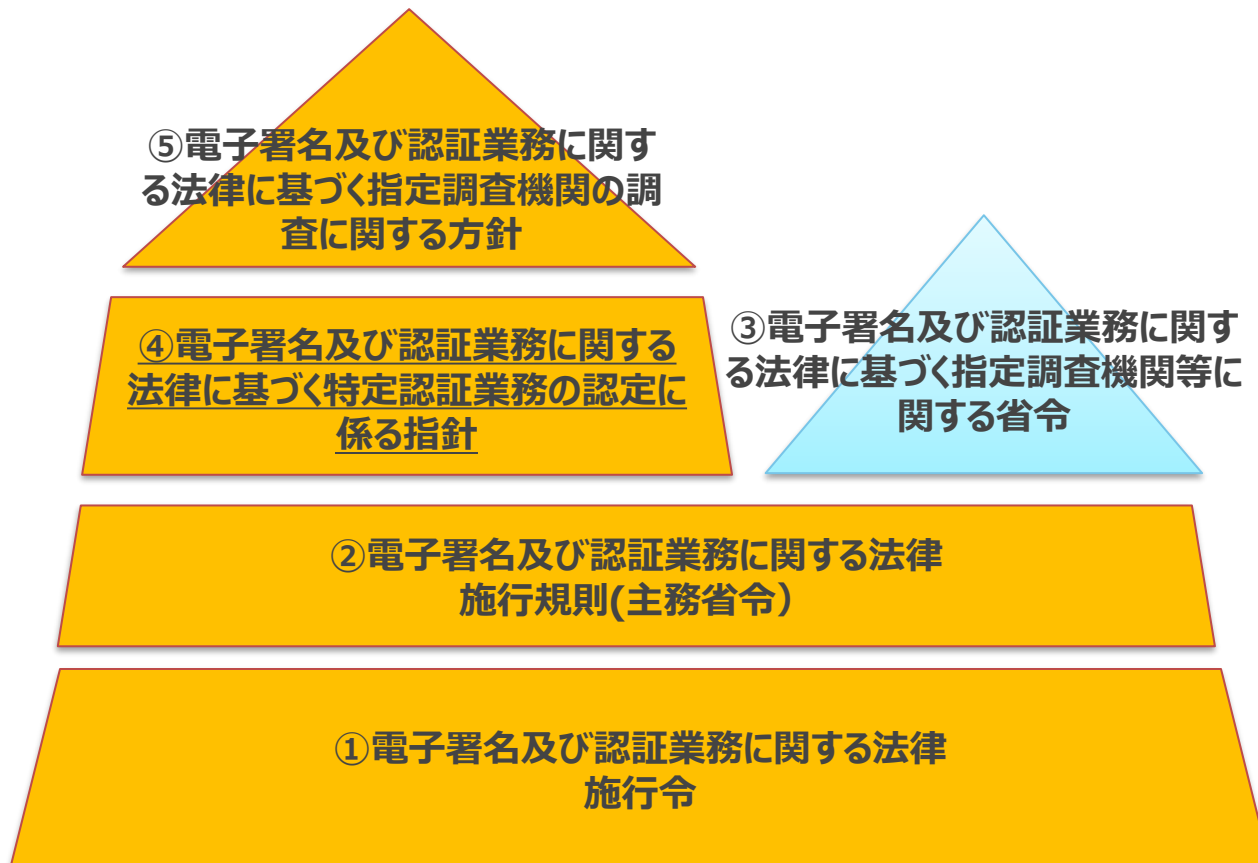 ⑤電子署名及び認証業務に関す
る法律に基づく指定調査機関の調
査に関する方針
④電子署名及び認証業務に関する
法律に基づく特定認証業務の認定に
係る指針
③電子署名及び認証業務に関す
る法律に基づく指定調査機関等に
関する省令
②電子署名及び認証業務に関する法律
施行規則(主務省令）
①電子署名及び認証業務に関する法律
施行令